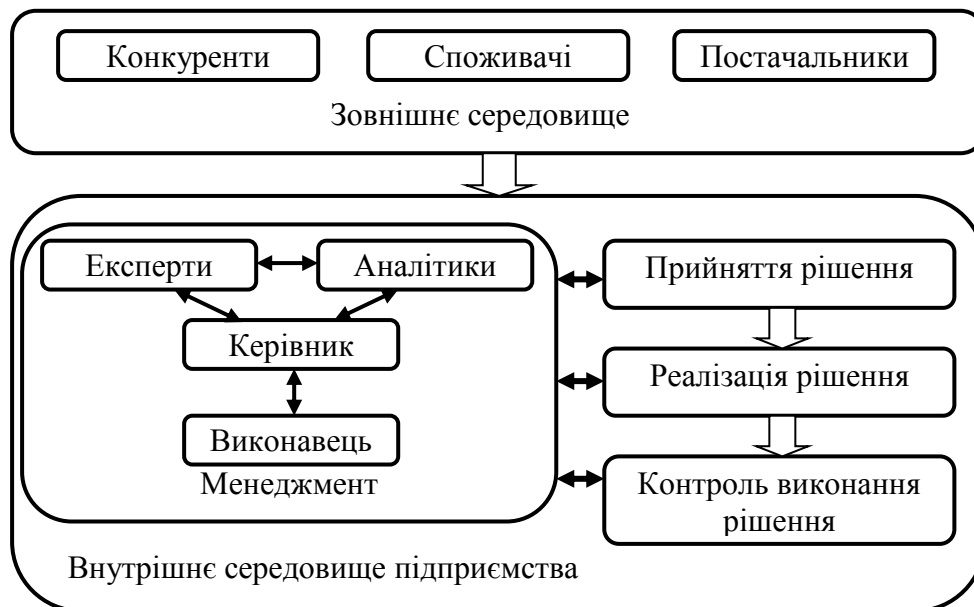 Конкуренти
Споживачі
Постачальники
Зовнішнє середовище
Експерти
Аналітики
Керівник
Виконавець
Менеджмент
Прийняття рішення
Реалізація рішення
Контроль виконання
рішення
Внутрішнє середовище підприємства